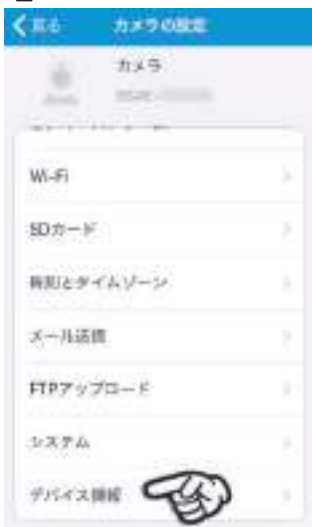 戻る カメラの設定
カメラ
Wi-Fi
SDカード
時刻とタイムゾーン
メール送信
FTPアップロード
システム
デバイス情報